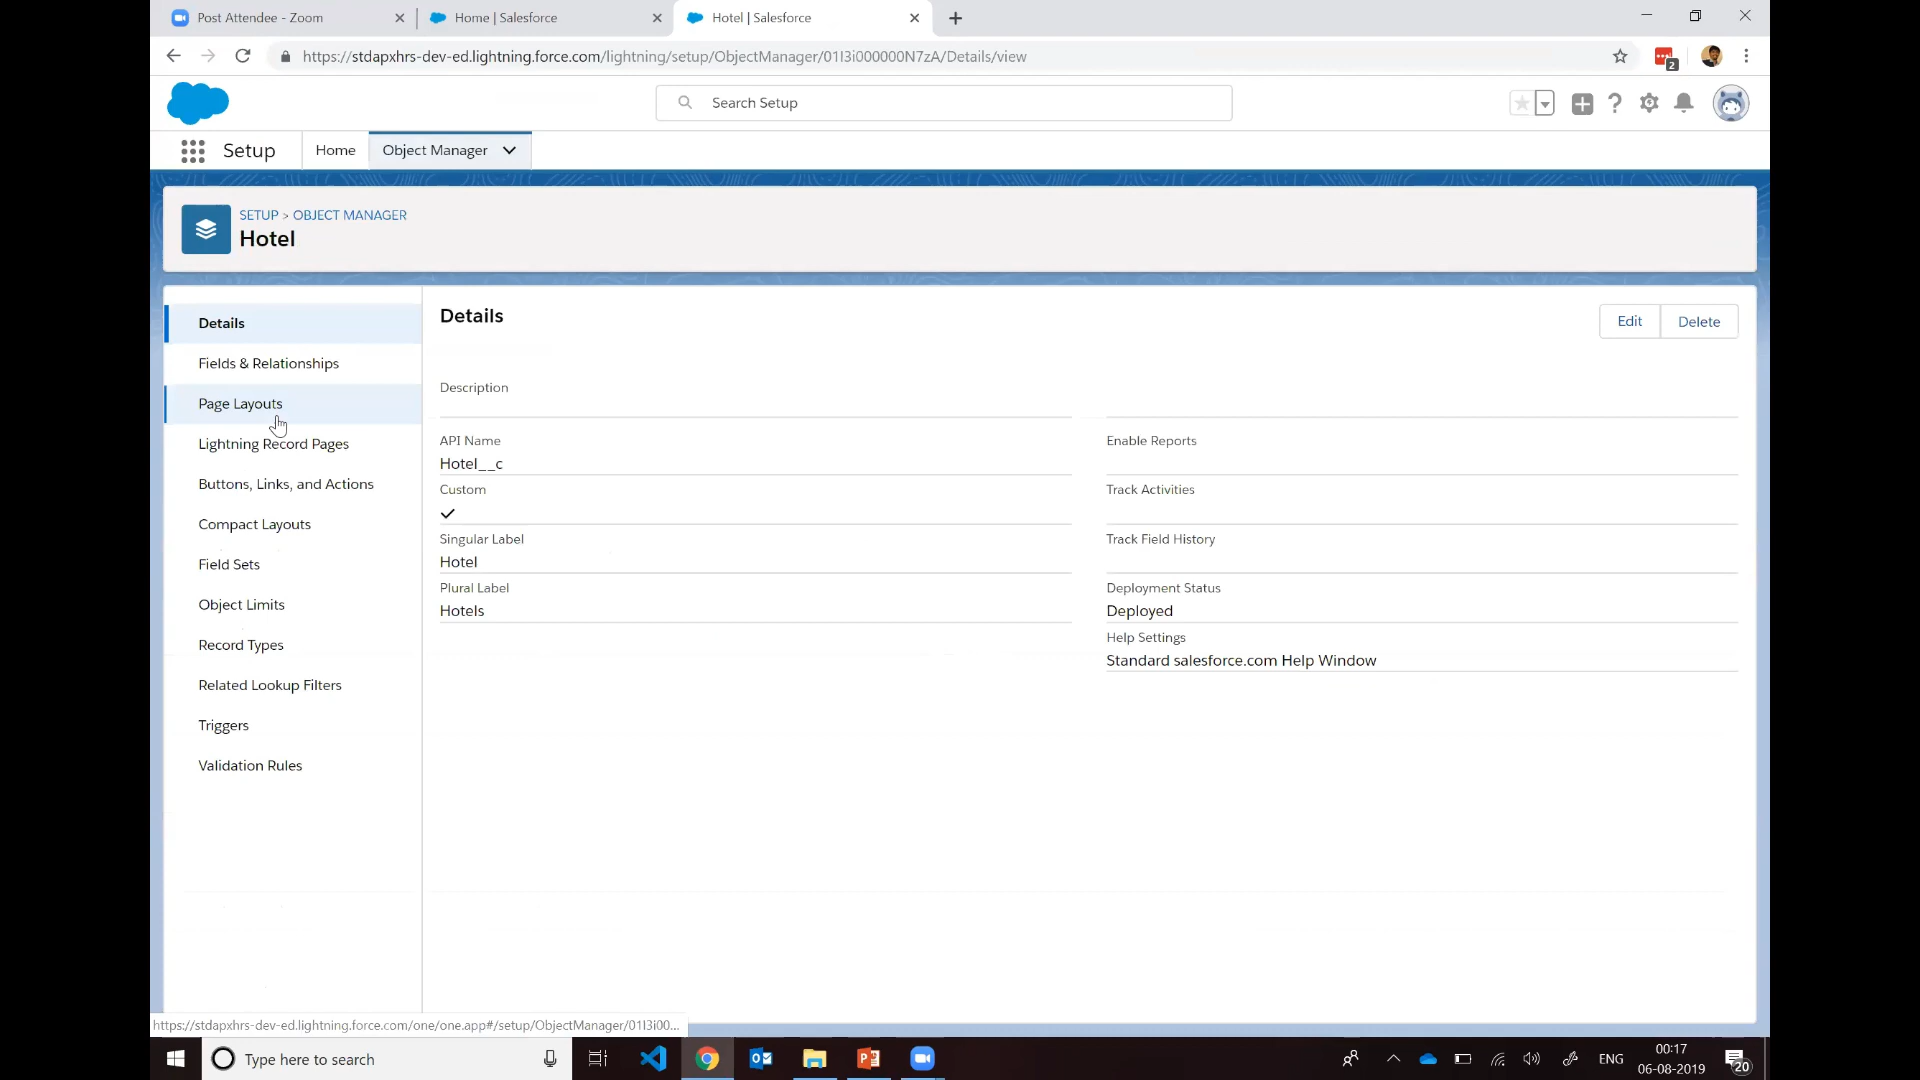 Post Attendee - Zoom
Home | Salesforce
Hotel | Salesforce
https://stdapxhrs-dev-ed.lightning.force.com/lightning/setup/ObjectManager/01I3i000000N7zA/Details/view
2
Search Setup
Setup
Home
Object Manager
SETUP > OBJECT MANAGER
Hotel
Details
Fields & Relationships
Page Layouts
Lightning Record Pages
Buttons, Links, and Actions
Compact Layouts
Field Sets
Object Limits
Record Types
Related Lookup Filters
Triggers
Validation Rules
Details
Edit
Delete
Description
API Name
Hotel__c
Custom
Singular Label
Hotel
Plural Label
Hotels
Enable Reports
Track Activities
Track Field History
Deployment Status
Deployed
Help Settings
Standard salesforce.com Help Window
https://stdapxhrs-dev-ed.lightning.force.com/one/one.app#/setup/ObjectManager/01I3i00...
Type here to search
ENG
00:17
06-08-2019
20